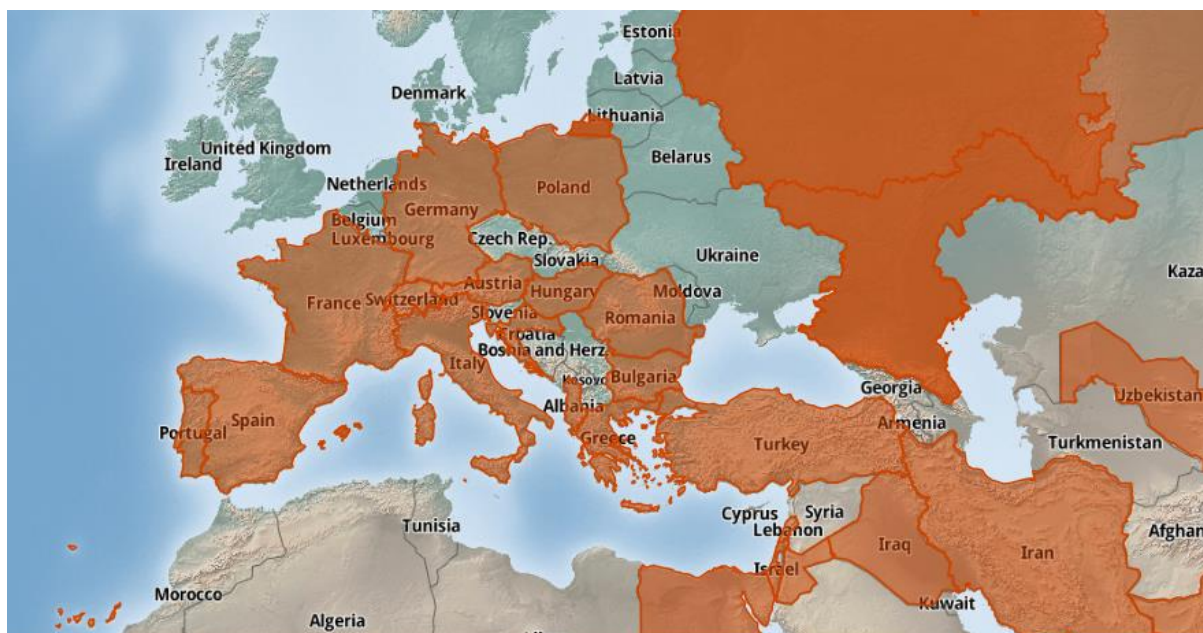 Estonia
Latvia
Denmark
Lithuania
United Kingdom
Ireland
Belarus
Netherlands
Poland
Germany
Belgium
Luxembourg
Czech Rep.
Ukraine
Slovakia
Kaza
Austria
Hungary
Moldova
France
Switzerland
Slovenia
Romania
Croatia
Bosnia and Herz.
Italy
Kosovo
Bulgaria
Georgia
Uzbekistan
Albania
Spain
Armenia
Portugal
Greece
Turkey
Turkmenistan
Cyprus
Syria
Tunisia
Lebanon
Afghan
Iraq
Iran
Israel
Morocco
Kuwait
Algeria